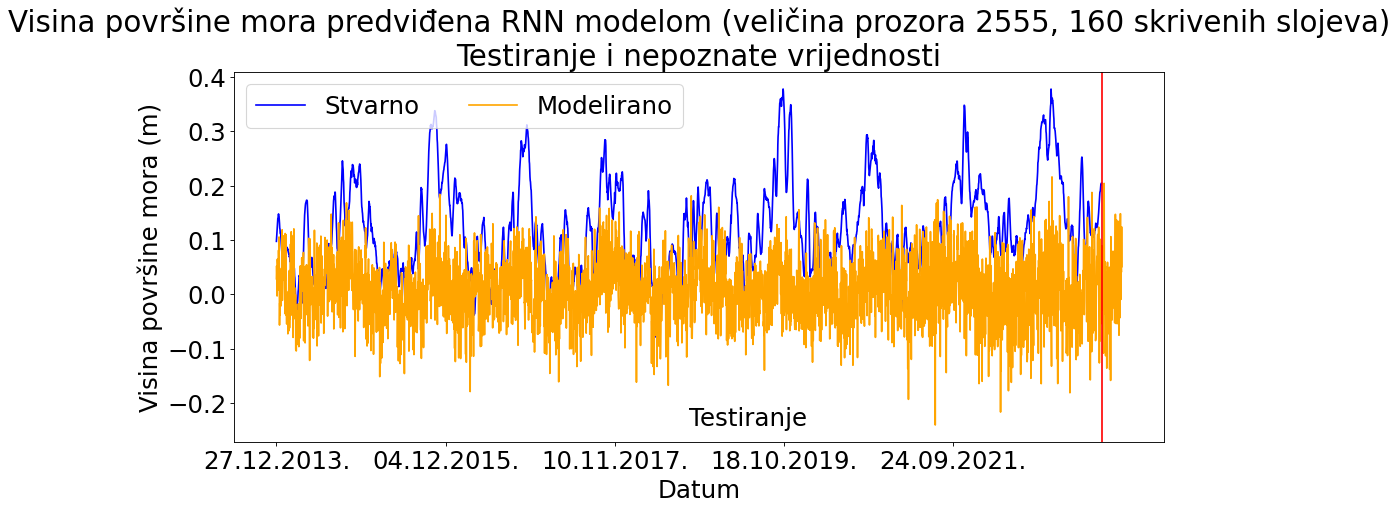 Visina površine mora predviđena RNN modelom (veličina prozora 2555, 160 skrivenih slojeva)
Testiranje i nepoznate vrijednosti
Stvarno
Modelirano
Visina površine mora (m)
0.4
0.3
0.2
0.1
0.0
−0.1
−0.2
Testiranje
27.12.2013.
04.12.2015.
10.11.2017.
18.10.2019.
24.09.2021.
Datum